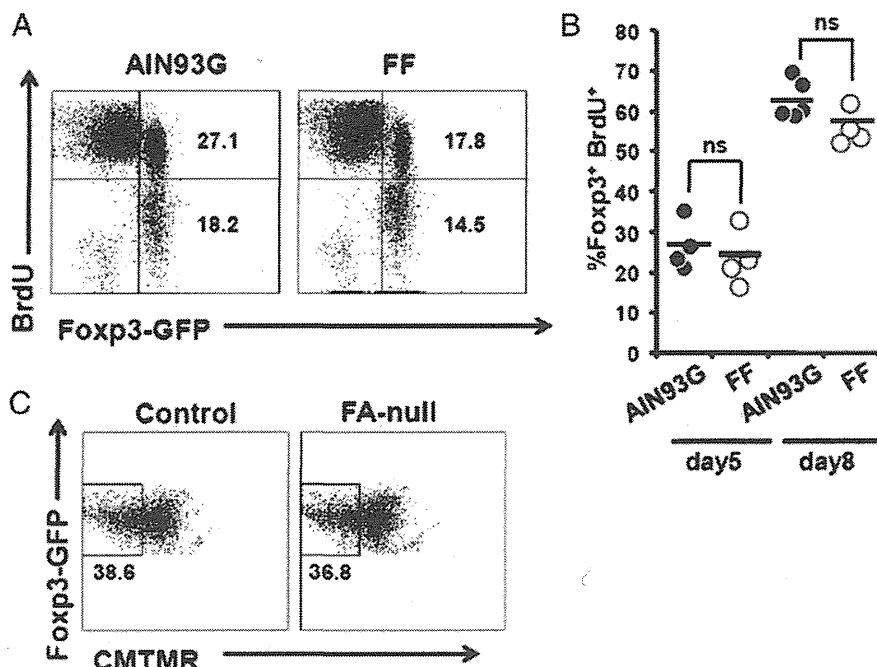 A
AIN93G
FF
27.1
17.8
18.2
14.5
BrdU
Foxp3-GFP
B
ns
ns
80
70
60
50
40
30
20
10
0
%Foxp3+ BrdU+
AIN93G
FF
AIN93G
FF
day5
day8
C
Control
FA-null
38.6
36.8
Foxp3-GFP
CMTMR